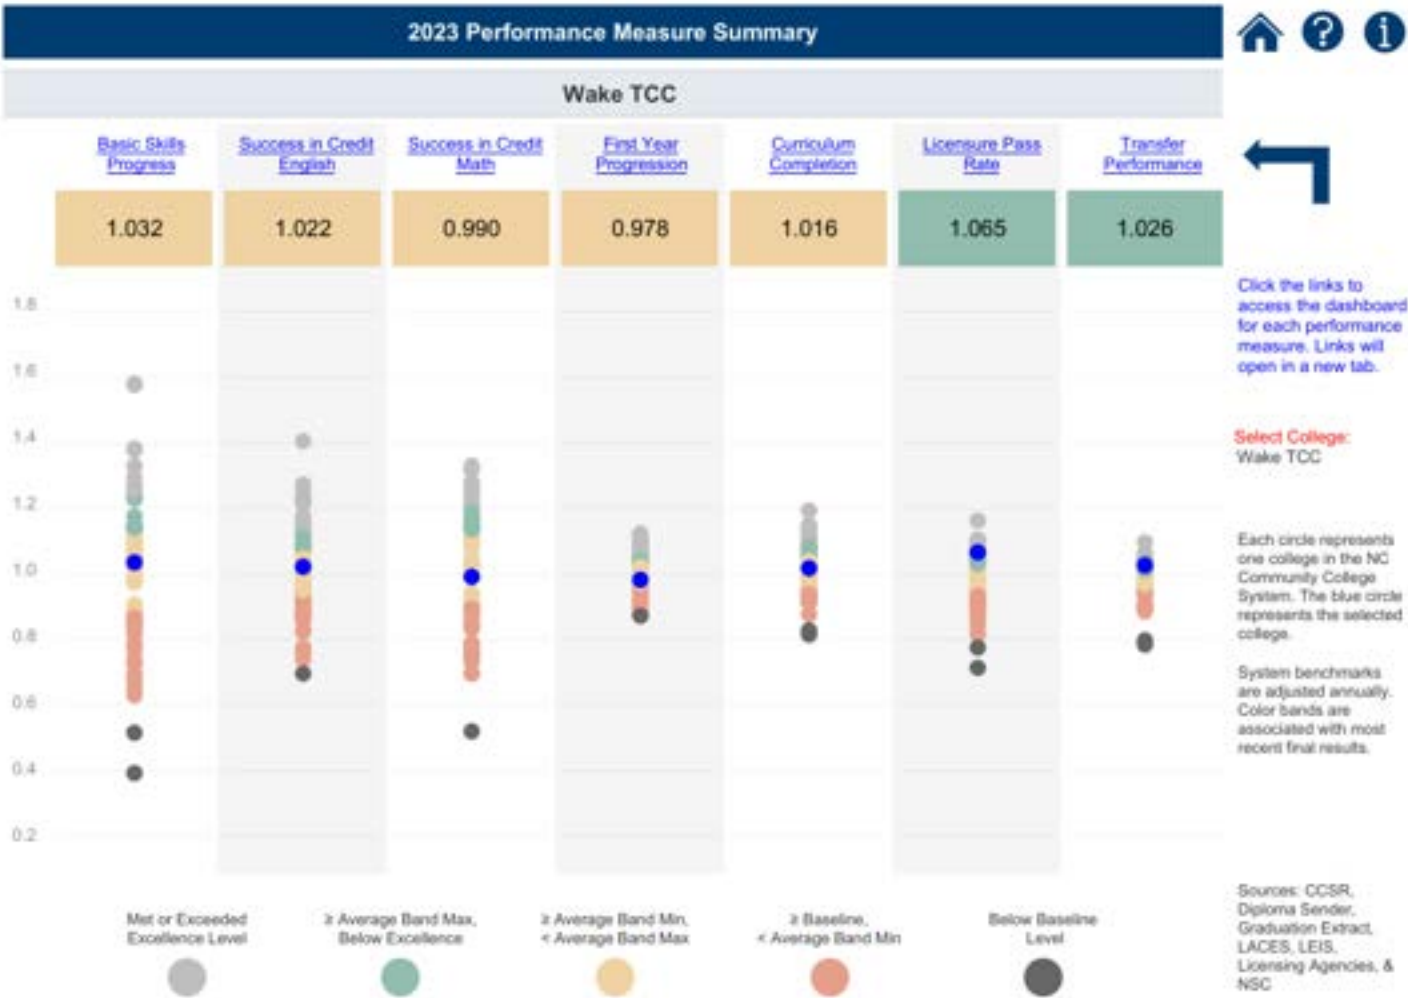 2023 Performance Measure Summary
Wake TCC
Basic Skills
Progress
Success in Credit
English
Success in Credit
Math
First Year
Progression
Curriculum
Completion
Licensure Pass
Rate
Transfer
Performance
1.032
1.022
0.990
0.978
1.016
1.065
1.026
1.8
1.6
1.4
1.2
1.0
0.8
0.6
0.4
0.2
Click the links to
access the dashboard
for each performance
measure. Links will
open in a new tab.
Select College:
Wake TCC
Each circle represents
one college in the NC
Community College
System. The blue circle
represents the selected
college.
System benchmarks
are adjusted annually.
Color bands are
associated with most
recent final results.
Met or Exceeded
Excellence Level
≥ Average Band Max,
Below Excellence
≥ Average Band Min,
< Average Band Max
≥ Baseline,
< Average Band Min
Below Baseline
Level
Sources: CCSR,
Diploma Sender,
Graduation Extract,
LACES, LEIS,
Licensing Agencies, &
NSC